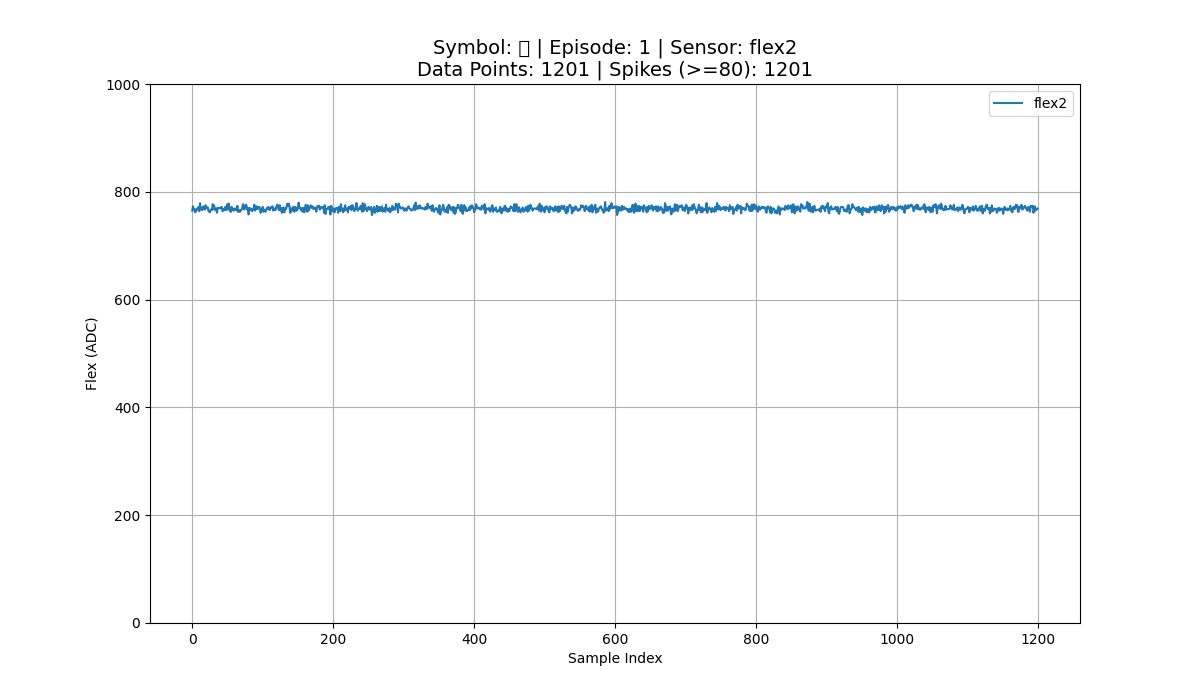 Symbol: | Episode: 1 | Sensor: flex2
Data Points: 1201 | Spikes (>=80): 1201
flex2
Flex (ADC)
1000
800
600
400
200
0
0 200 400 600 800 1000 1200
Sample Index